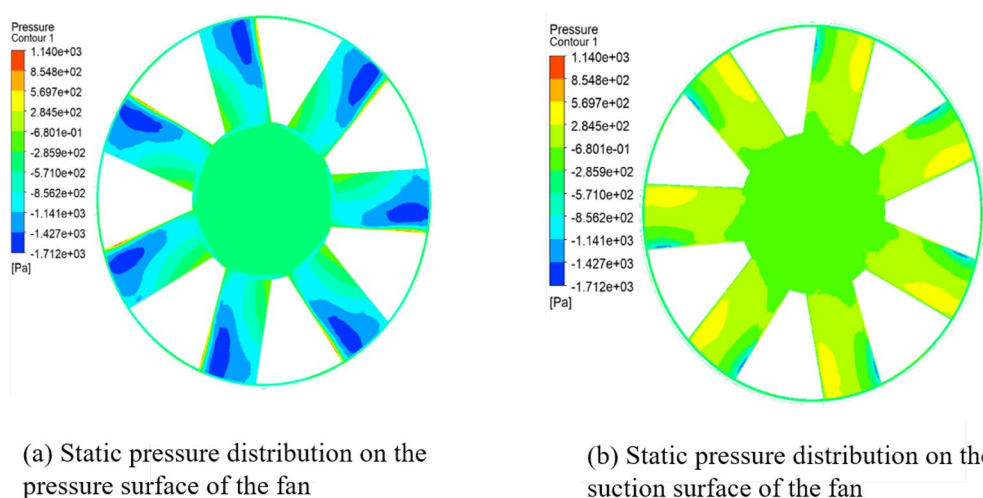 Pressure
Contour 1
1.140e+03
8.548e+02
5.697e+02
2.845e+02
-6.801e-01
-2.859e+02
-5.710e+02
-8.562e+02
-1.141e+03
-1.427e+03
-1.712e+03
[Pa]
(a) Static pressure distribution on the
pressure surface of the fan
Pressure
Contour 1
1.140e+03
8.548e+02
5.697e+02
2.845e+02
-6.801e-01
-2.859e+02
-5.710e+02
-8.562e+02
-1.141e+03
-1.427e+03
-1.712e+03
[Pa]
(b) Static pressure distribution on the
suction surface of the fan